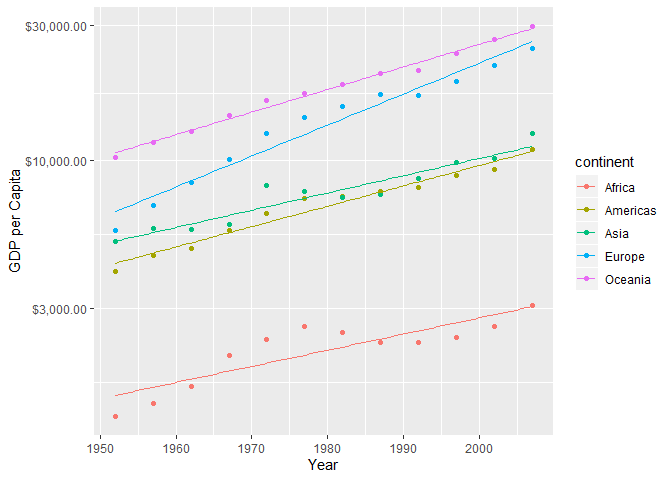 $30,000.00
$10,000.00
$3,000.00
GDP per Capita
1950 1960 1970 1980 1990 2000
Year
continent
Africa
Americas
Asia
Europe
Oceania